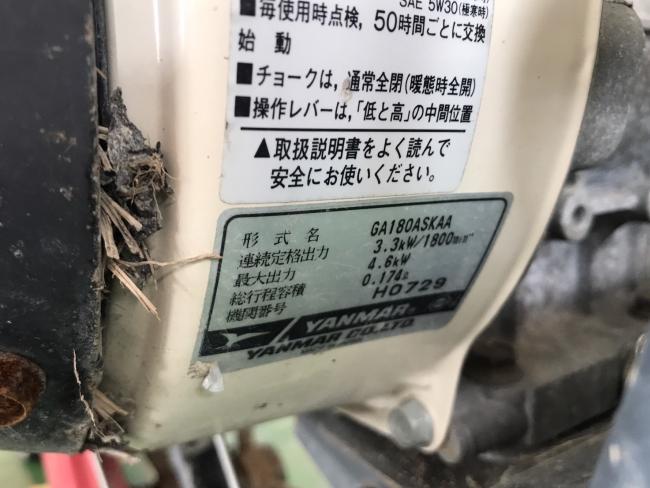 SAE 5W30(極寒時)
■毎使用時点検，50時間ごとに交換
始 動
■チョークは，通常全閉(暖態時全開)
■操作レバーは，｢低と高｣の中間位置
▲取扱説明書をよく読んで
安全にお使いください。
形式名 GA180ASKAA
連続定格出力 3.3kW/1800
最大出力 4.6kW
総行程容積 0.174ℓ
機関番号 H0729
YANMAR
YANMAR CO.,LTD.